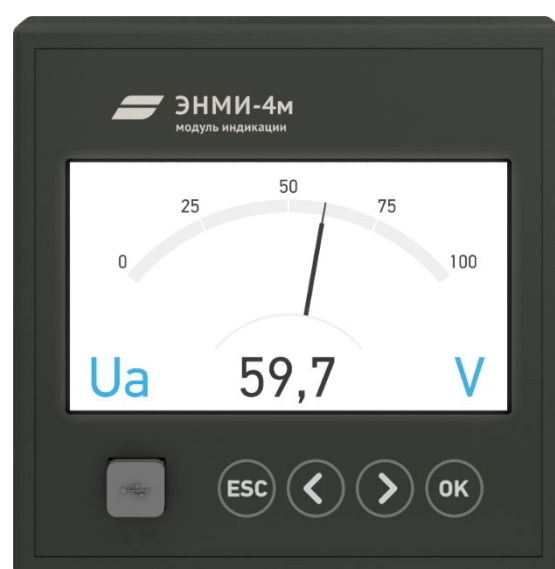 ЭНМИ-4м
модуль индикации
0
25
50
75
100
Ua
59,7
V
ESC
OK